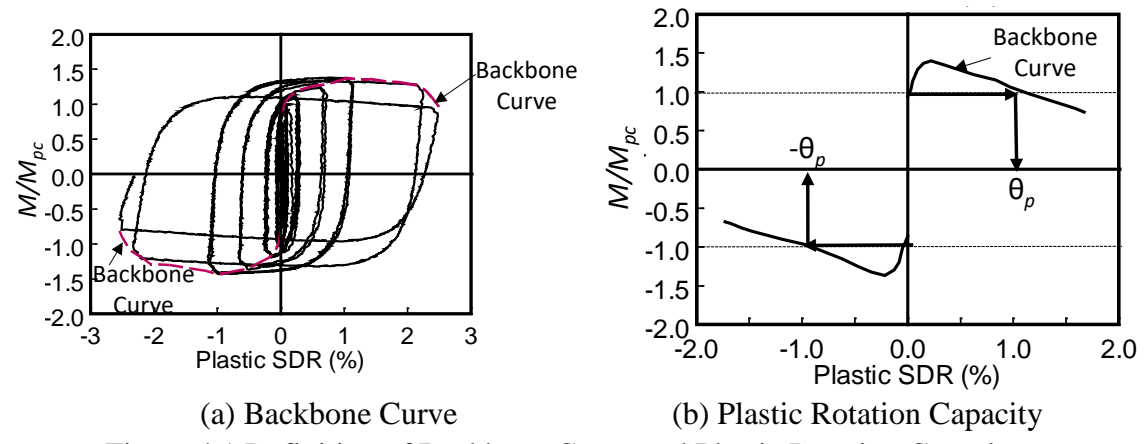 2.0
1.5
1.0
0.5
0.0
-0.5
-1.0
-1.5
-2.0
M/Mpc
-3 -2 -1 0 1 2 3
Plastic SDR (%)
Backbone
Curve
Backbone
Curve
(a) Backbone Curve
2.0
1.5
1.0
0.5
0.0
-0.5
-1.0
-1.5
-2.0
M/Mpc
-2.0 -1.0 0.0 1.0 2.0
Plastic SDR (%)
Backbone
Curve
-θp
θp
(b) Plastic Rotation Capacity